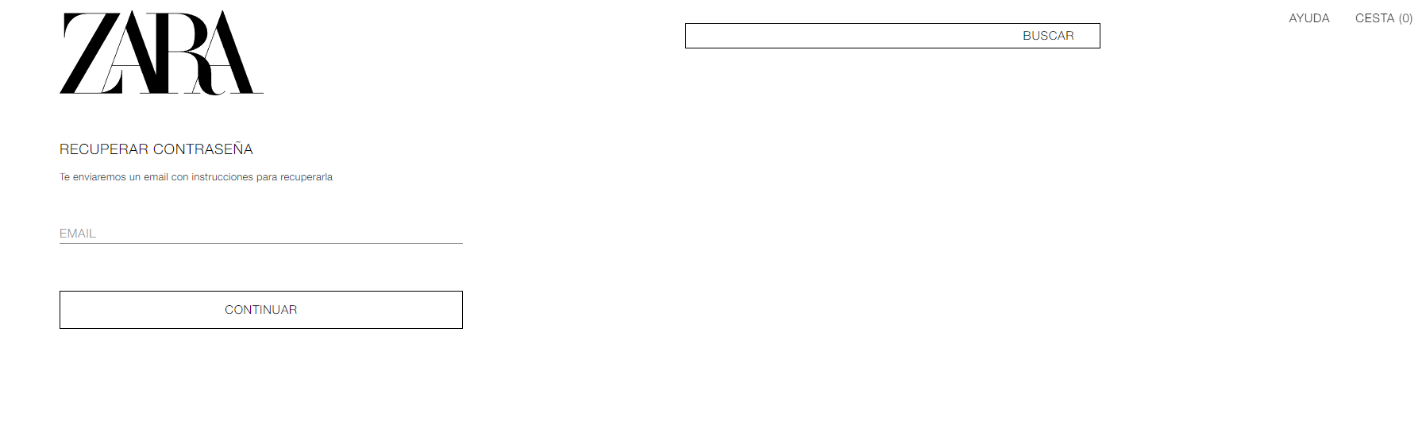 ZARA
BUSCAR
AYUDA
CESTA (0)
RECUPERAR CONTRASEÑA
Te enviaremos un email con instrucciones para recuperarla
EMAIL
CONTINUAR